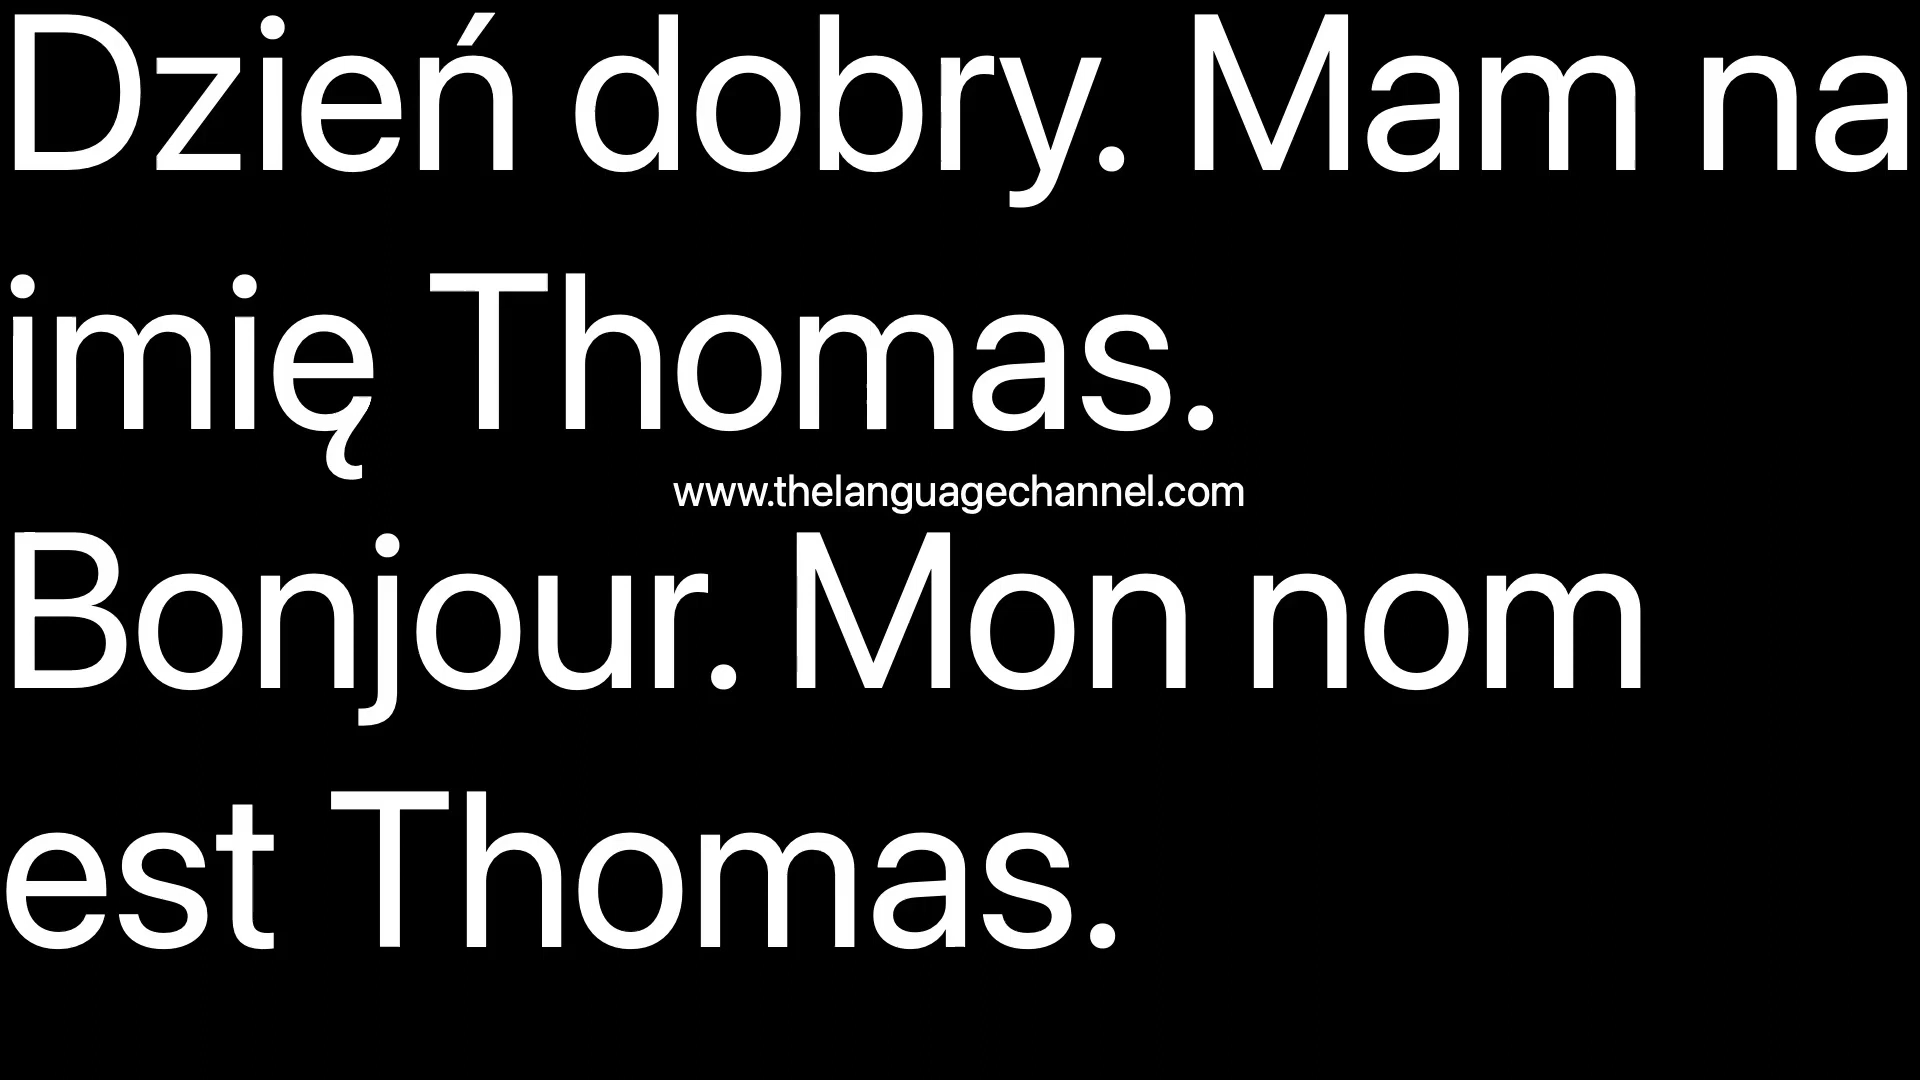 Dzień dobry. Mam na
imię Thomas.
www.thelanguagechannel.com
Bonjour. Mon nom
est Thomas.